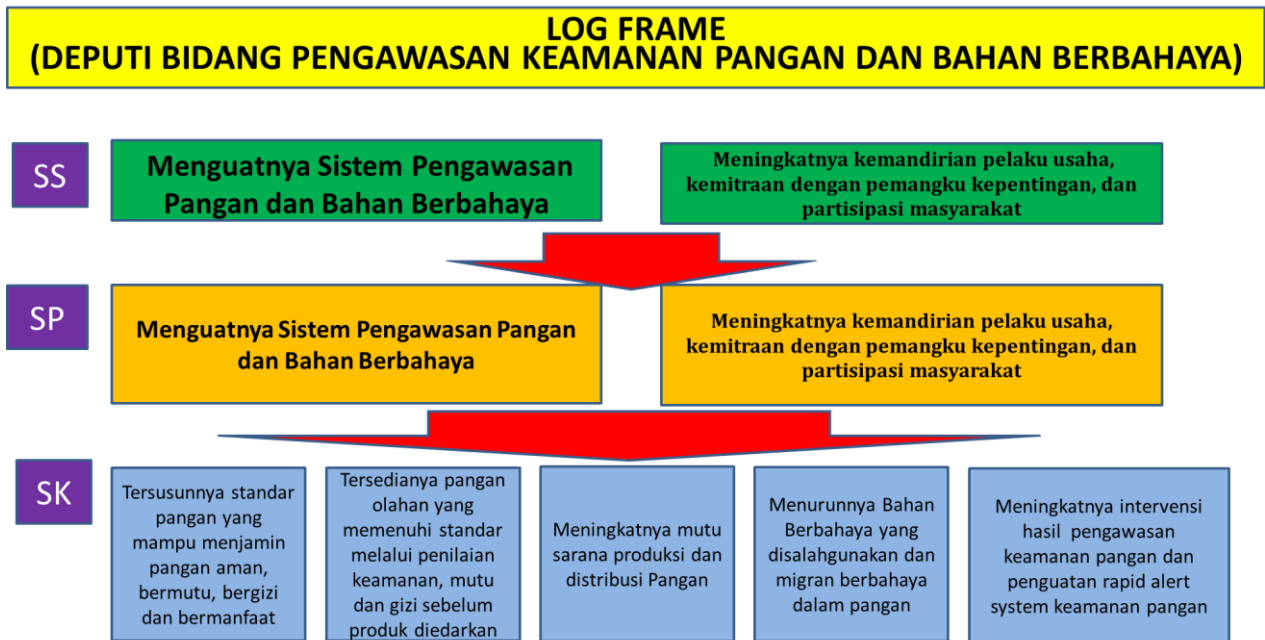 LOG FRAME
(DEPUTI BIDANG PENGAWASAN KEAMANAN PANGAN DAN BAHAN BERBAHAYA)
SS
Menguatnya Sistem Pengawasan
Pangan dan Bahan Berbahaya
Meningkatnya kemandirian pelaku usaha,
kemitraan dengan pemangku kepentingan, dan
partisipasi masyarakat
SP
Menguatnya Sistem Pengawasan Pangan
dan Bahan Berbahaya
Meningkatnya kemandirian pelaku usaha,
kemitraan dengan pemangku kepentingan, dan
partisipasi masyarakat
SK
Tersusunnya standar
pangan yang
mampu menjamin
pangan aman,
bermutu, bergizi
dan bermanfaat
Tersedianya pangan
olahan yang
memenuhi standar
melalui penilaian
keamanan, mutu
dan gizi sebelum
produk diedarkan
Meningkatnya mutu
sarana produksi dan
distribusi Pangan
Menurunnya Bahan
Berbahaya yang
disalahgunakan dan
migran berbahaya
dalam pangan
Meningkatnya intervensi
hasil pengawasan
keamanan pangan dan
penguatan rapid alert
system keamanan pangan